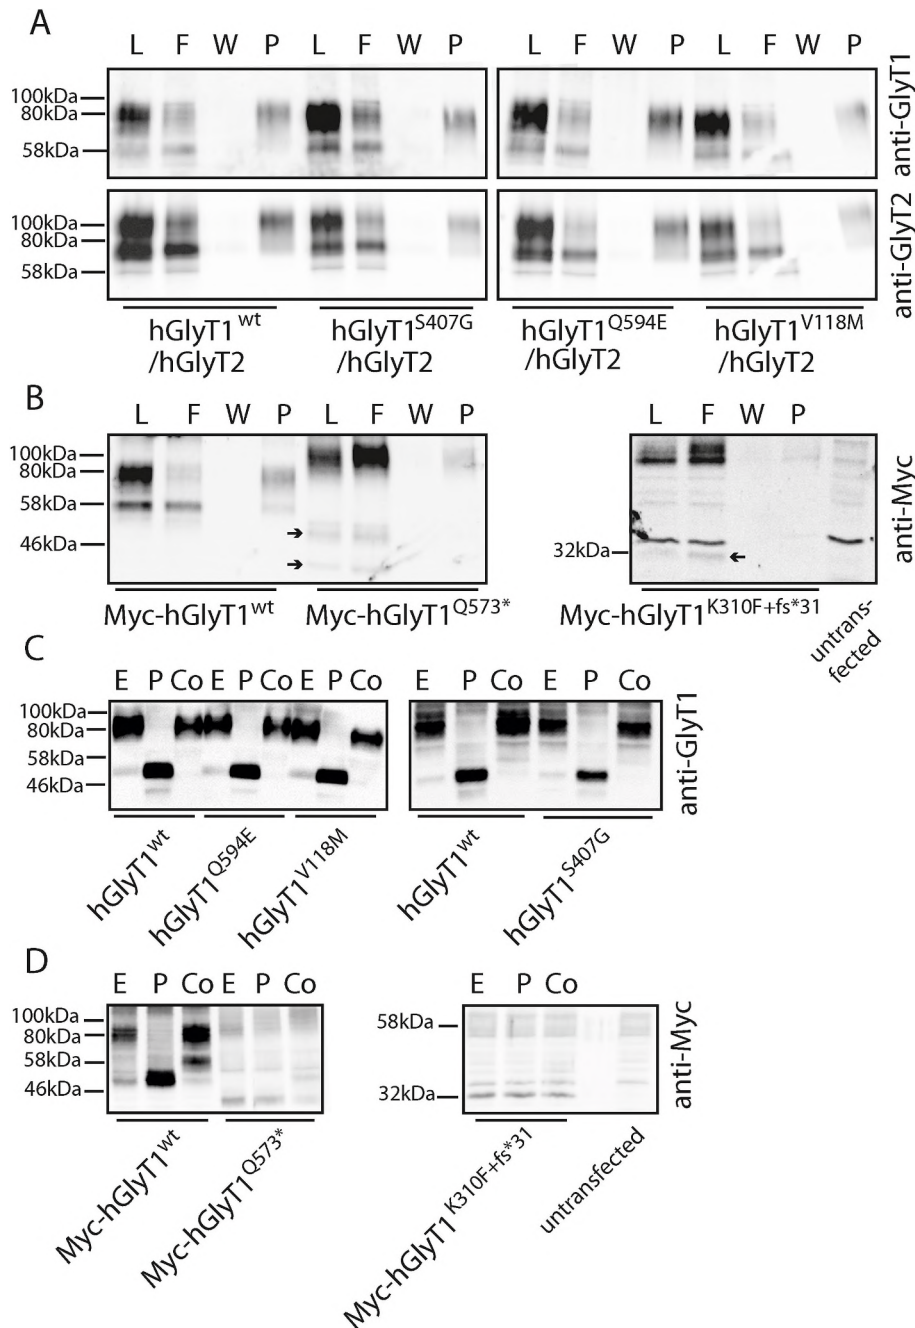 A
L F W P L F W P L F W P L F W P
100kDa
80kDa
58kDa
anti-GlyT1
100kDa
80kDa
58kDa
anti-GlyT2
hGlyT1wt
/hGlyT2
hGlyT1S407G
/hGlyT2
hGlyT1Q594E
/hGlyT2
hGlyT1V118M
/hGlyT2
B
L F W P L F W P L F W P
100kDa
80kDa
58kDa
46kDa
32kDa
anti-Myc
Myc-hGlyT1wt
Myc-hGlyT1Q573*
Myc-hGlyT1K310F+fs*31
untrans-
fected
C
E P Co E P Co E P Co E P Co E P Co
100kDa
80kDa
58kDa
46kDa
anti-GlyT1
hGlyT1wt
hGlyT1Q594E
hGlyT1V118M
hGlyT1wt
hGlyT1S407G
D
E P Co E P Co E P Co
100kDa
80kDa
58kDa
46kDa
58kDa
32kDa
anti-Myc
Myc-hGlyT1wt
Myc-hGlyT1Q573*
Myc-hGlyT1K310F+fs*31
untransfected